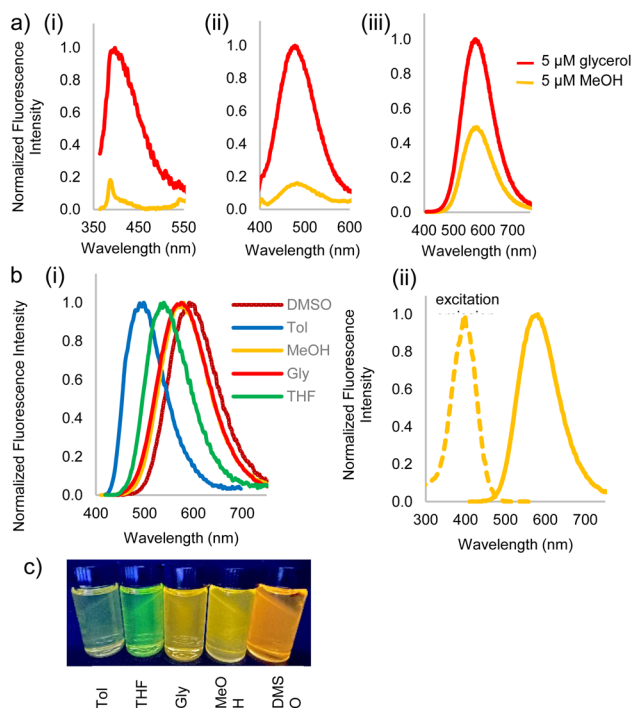 a) (i) (ii) (iii)
Normalized Fluorescence
Intensity
1.0
0.8
0.6
0.4
0.2
0.0
350 450 550
Wavelength (nm)
1.0
0.8
0.6
0.4
0.2
0.0
400 500 600
Wavelength (nm)
1.0
0.8
0.6
0.4
0.2
0.0
400 500 600 700
Wavelength (nm)
5 µM glycerol
5 µM MeOH
b (i) (ii)
Normalized Fluorescence Intensity
1.0
0.8
0.6
0.4
0.2
0.0
400 500 600 700
Wavelength (nm)
DMSO
Tol
MeOH
Gly
THF
excitation
Normalized Fluorescence
Intensity
1.0
0.8
0.6
0.4
0.2
0.0
300 400 500 600 700
Wavelength (nm)
c)
Tol
THF
Gly
MeO
H
DMS
O